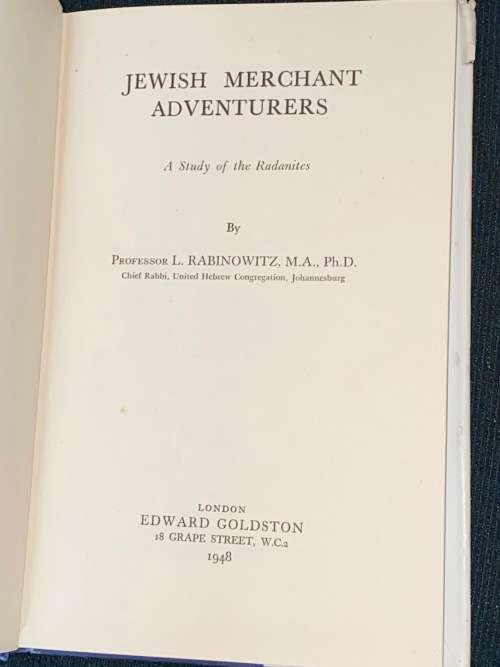 JEWISH MERCHANT
ADVENTURERS
A Study of the Radanites
By
PROFESSOR L. RABINOWITZ, M.A., Ph.D.
Chief Rabbi, United Hebrew Congregation, Johannesburg
LONDON
EDWARD GOLDSTON
18 GRAPE STREET, W.C.2
1948